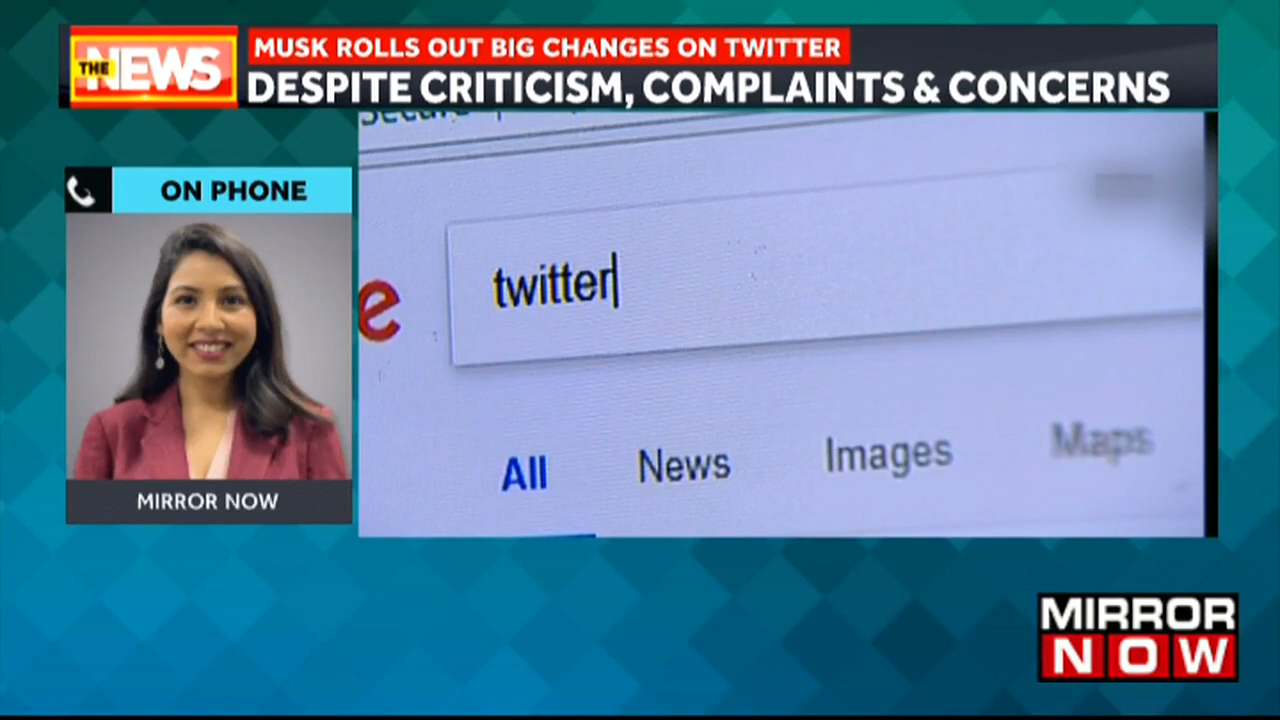 THE NEWS
MUSK ROLLS OUT BIG CHANGES ON TWITTER
DESPITE CRITICISM, COMPLAINTS & CONCERNS
ON PHONE
MIRROR NOW
Secure
e
twitter
All News Images Maps
MIRROR
NOW